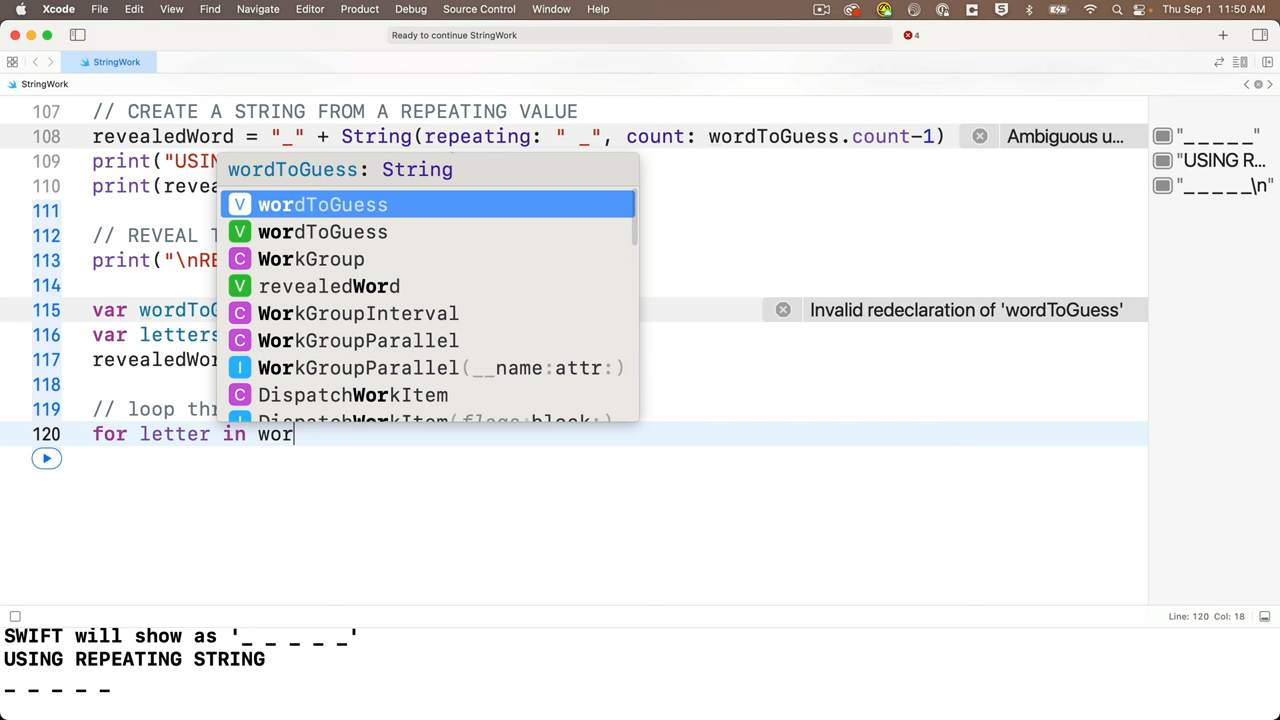 Xcode File Edit View Find Navigate Editor Product Debug Source Control Window Help Thu Sep 1 11:50 AM
Ready to continue StringWork 4
StringWork
StringWork
107 // CREATE A STRING FROM A REPEATING VALUE
108 revealedWord = "_" + String(repeating: " _", count: wordToGuess.count-1) Ambiguous u... "_ _ _ _ _"
109 print("USIN "USING R...
110 print(revea "_ _ _ _ _\n"
wordToGuess: String
V wordToGuess
V wordToGuess
C WorkGroup
V revealedWord
C WorkGroupInterval
C WorkGroupParallel
I WorkGroupParallel(__name:attr:)
C DispatchWorkItem
DispatchWorkItem(flags:block:)
111
112 // REVEAL T
113 print("\nRE
114
115 var wordToG Invalid redeclaration of 'wordToGuess'
116 var letters
117 revealedWor
118
119 // loop thr
120 for letter in wor
Line: 120 Col: 18
SWIFT will show as '_ _ _ _ _'
USING REPEATING STRING
_ _ _ _ _